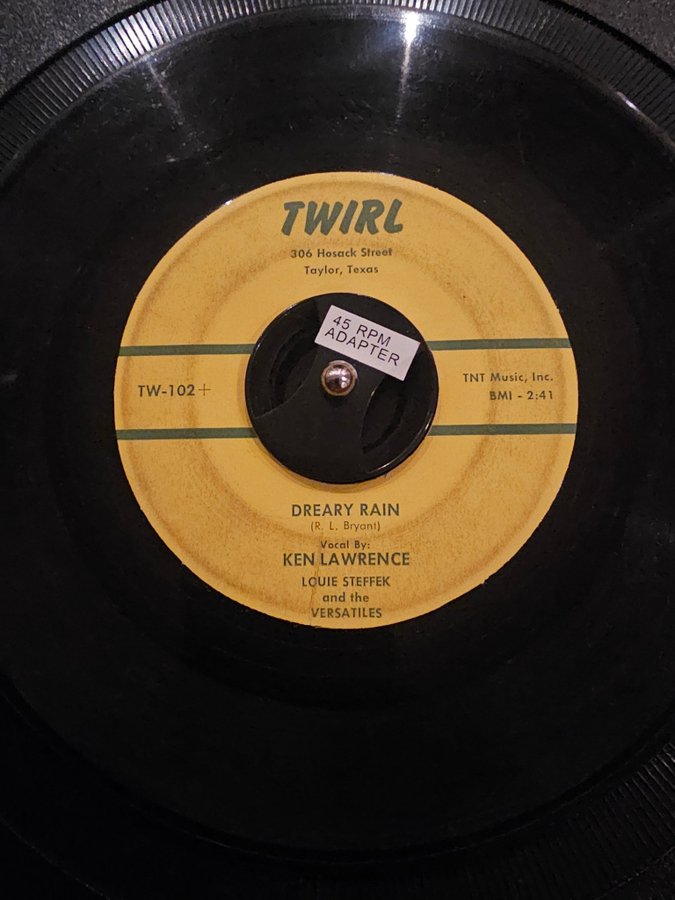 TWIRL
306 Hosack Street
Taylor, Texas
45 RPM
ADAPTER
TW-102+
TNT Music, Inc.
BMI - 2:41
DREARY RAIN
(R. L. Bryant)
Vocal By:
KEN LAWRENCE
LOUIE STEFFEK
and the
VERSATILES